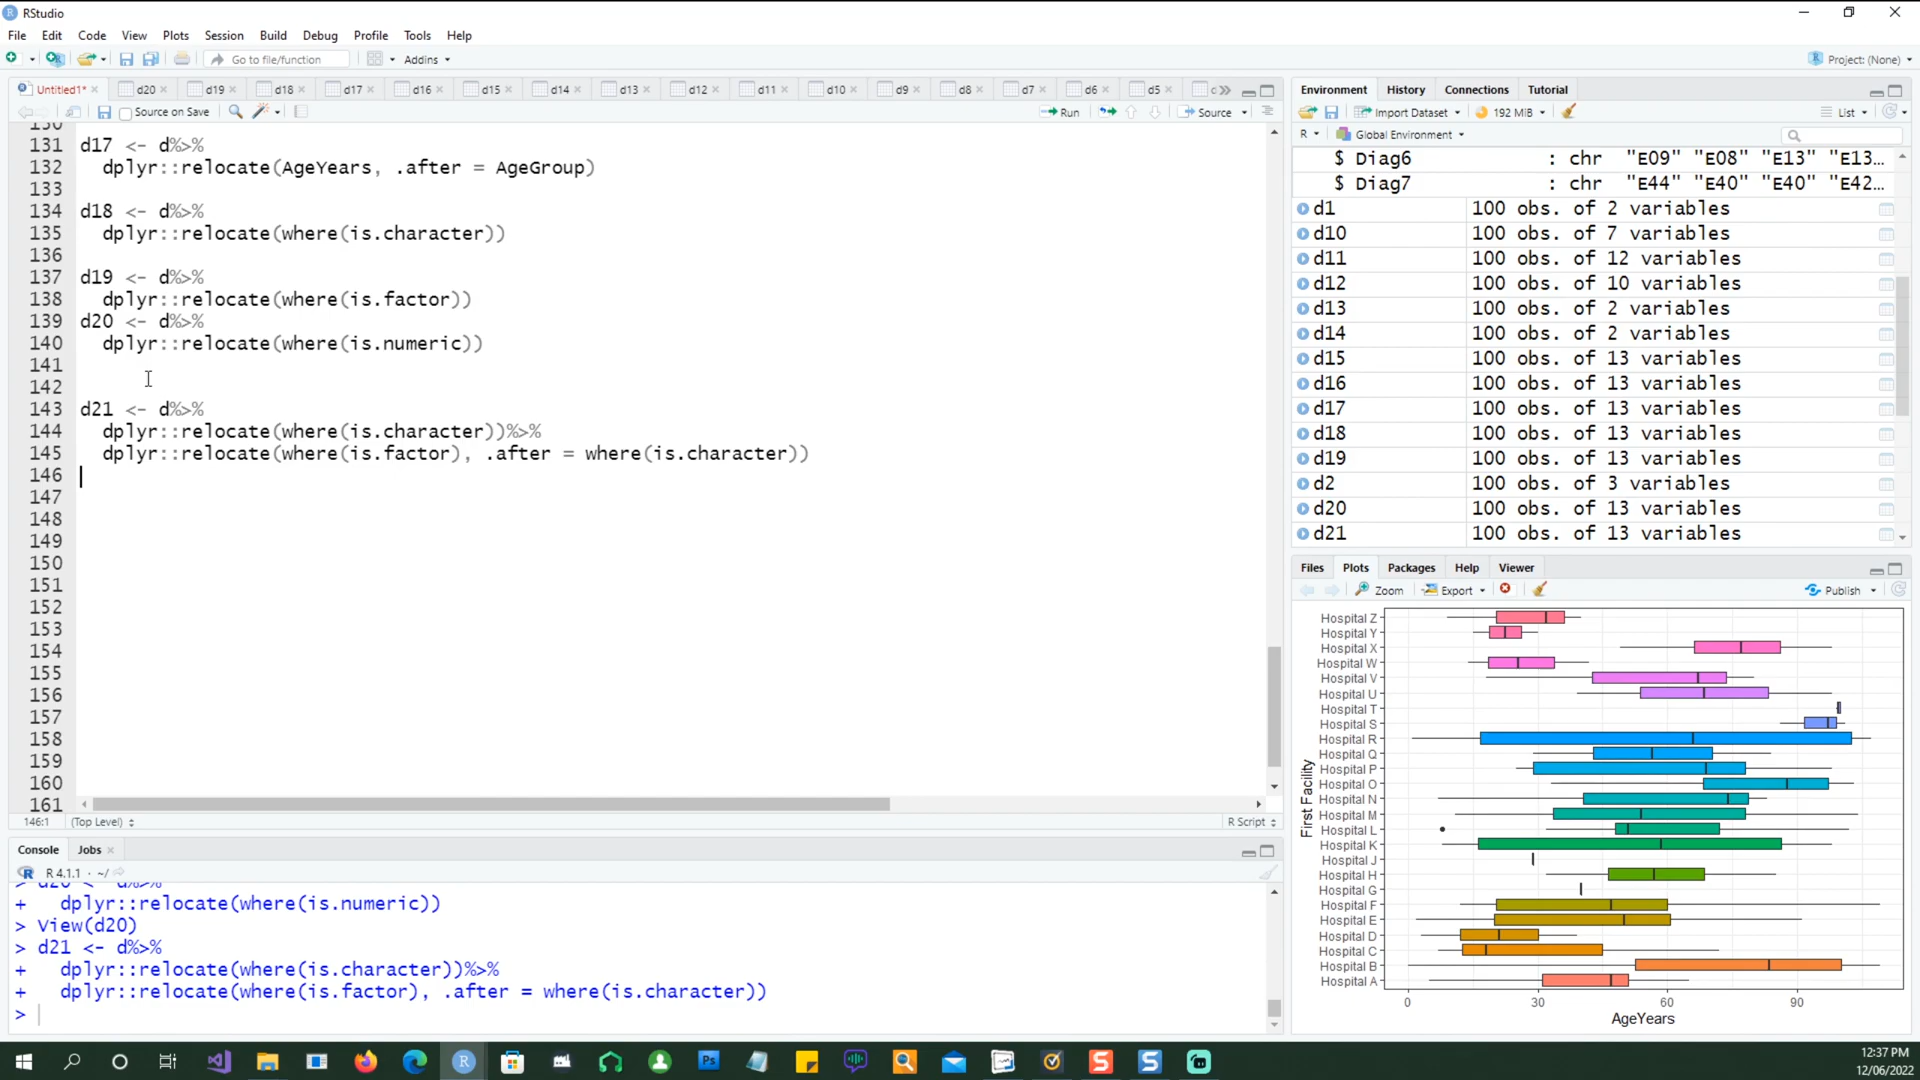 RStudio
File Edit Code View Plots Session Build Debug Profile Tools Help
Go to file/function Addins Project: (None)
Untitled1* d20 d19 d18 d17 d16 d15 d14 d13 d12 d11 d10 d9 d8 d7 d6 d5
Source on Save Run Source
131 d17 <- d%>%
132 dplyr::relocate(AgeYears, .after = AgeGroup)
133
134 d18 <- d%>%
135 dplyr::relocate(where(is.character))
136
137 d19 <- d%>%
138 dplyr::relocate(where(is.factor))
139 d20 <- d%>%
140 dplyr::relocate(where(is.numeric))
141
142
143 d21 <- d%>%
144 dplyr::relocate(where(is.character))%>%
145 dplyr::relocate(where(is.factor), .after = where(is.character))
146
147
148
149
150
151
152
153
154
155
156
157
158
159
160
161
146:1 (Top Level) R Script
Console Jobs
R 4.1.1 · ~/
> d20 <- d%>%
+ dplyr::relocate(where(is.numeric))
> View(d20)
> d21 <- d%>%
+ dplyr::relocate(where(is.character))%>%
+ dplyr::relocate(where(is.factor), .after = where(is.character))
>
Environment History Connections Tutorial
Import Dataset 192 MiB List
R Global Environment
$ Diag6 : chr "E09" "E08" "E13" "E13...
$ Diag7 : chr "E44" "E40" "E40" "E42...
d1 100 obs. of 2 variables
d10 100 obs. of 7 variables
d11 100 obs. of 12 variables
d12 100 obs. of 10 variables
d13 100 obs. of 2 variables
d14 100 obs. of 2 variables
d15 100 obs. of 13 variables
d16 100 obs. of 13 variables
d17 100 obs. of 13 variables
d18 100 obs. of 13 variables
d19 100 obs. of 13 variables
d2 100 obs. of 3 variables
d20 100 obs. of 13 variables
d21 100 obs. of 13 variables
Files Plots Packages Help Viewer
Zoom Export Publish
First Facility
Hospital Z
Hospital Y
Hospital X
Hospital W
Hospital V
Hospital U
Hospital T
Hospital S
Hospital R
Hospital Q
Hospital P
Hospital O
Hospital N
Hospital M
Hospital L
Hospital K
Hospital J
Hospital H
Hospital G
Hospital F
Hospital E
Hospital D
Hospital C
Hospital B
Hospital A
0 30 60 90
AgeYears
12:37 PM
12/06/2022